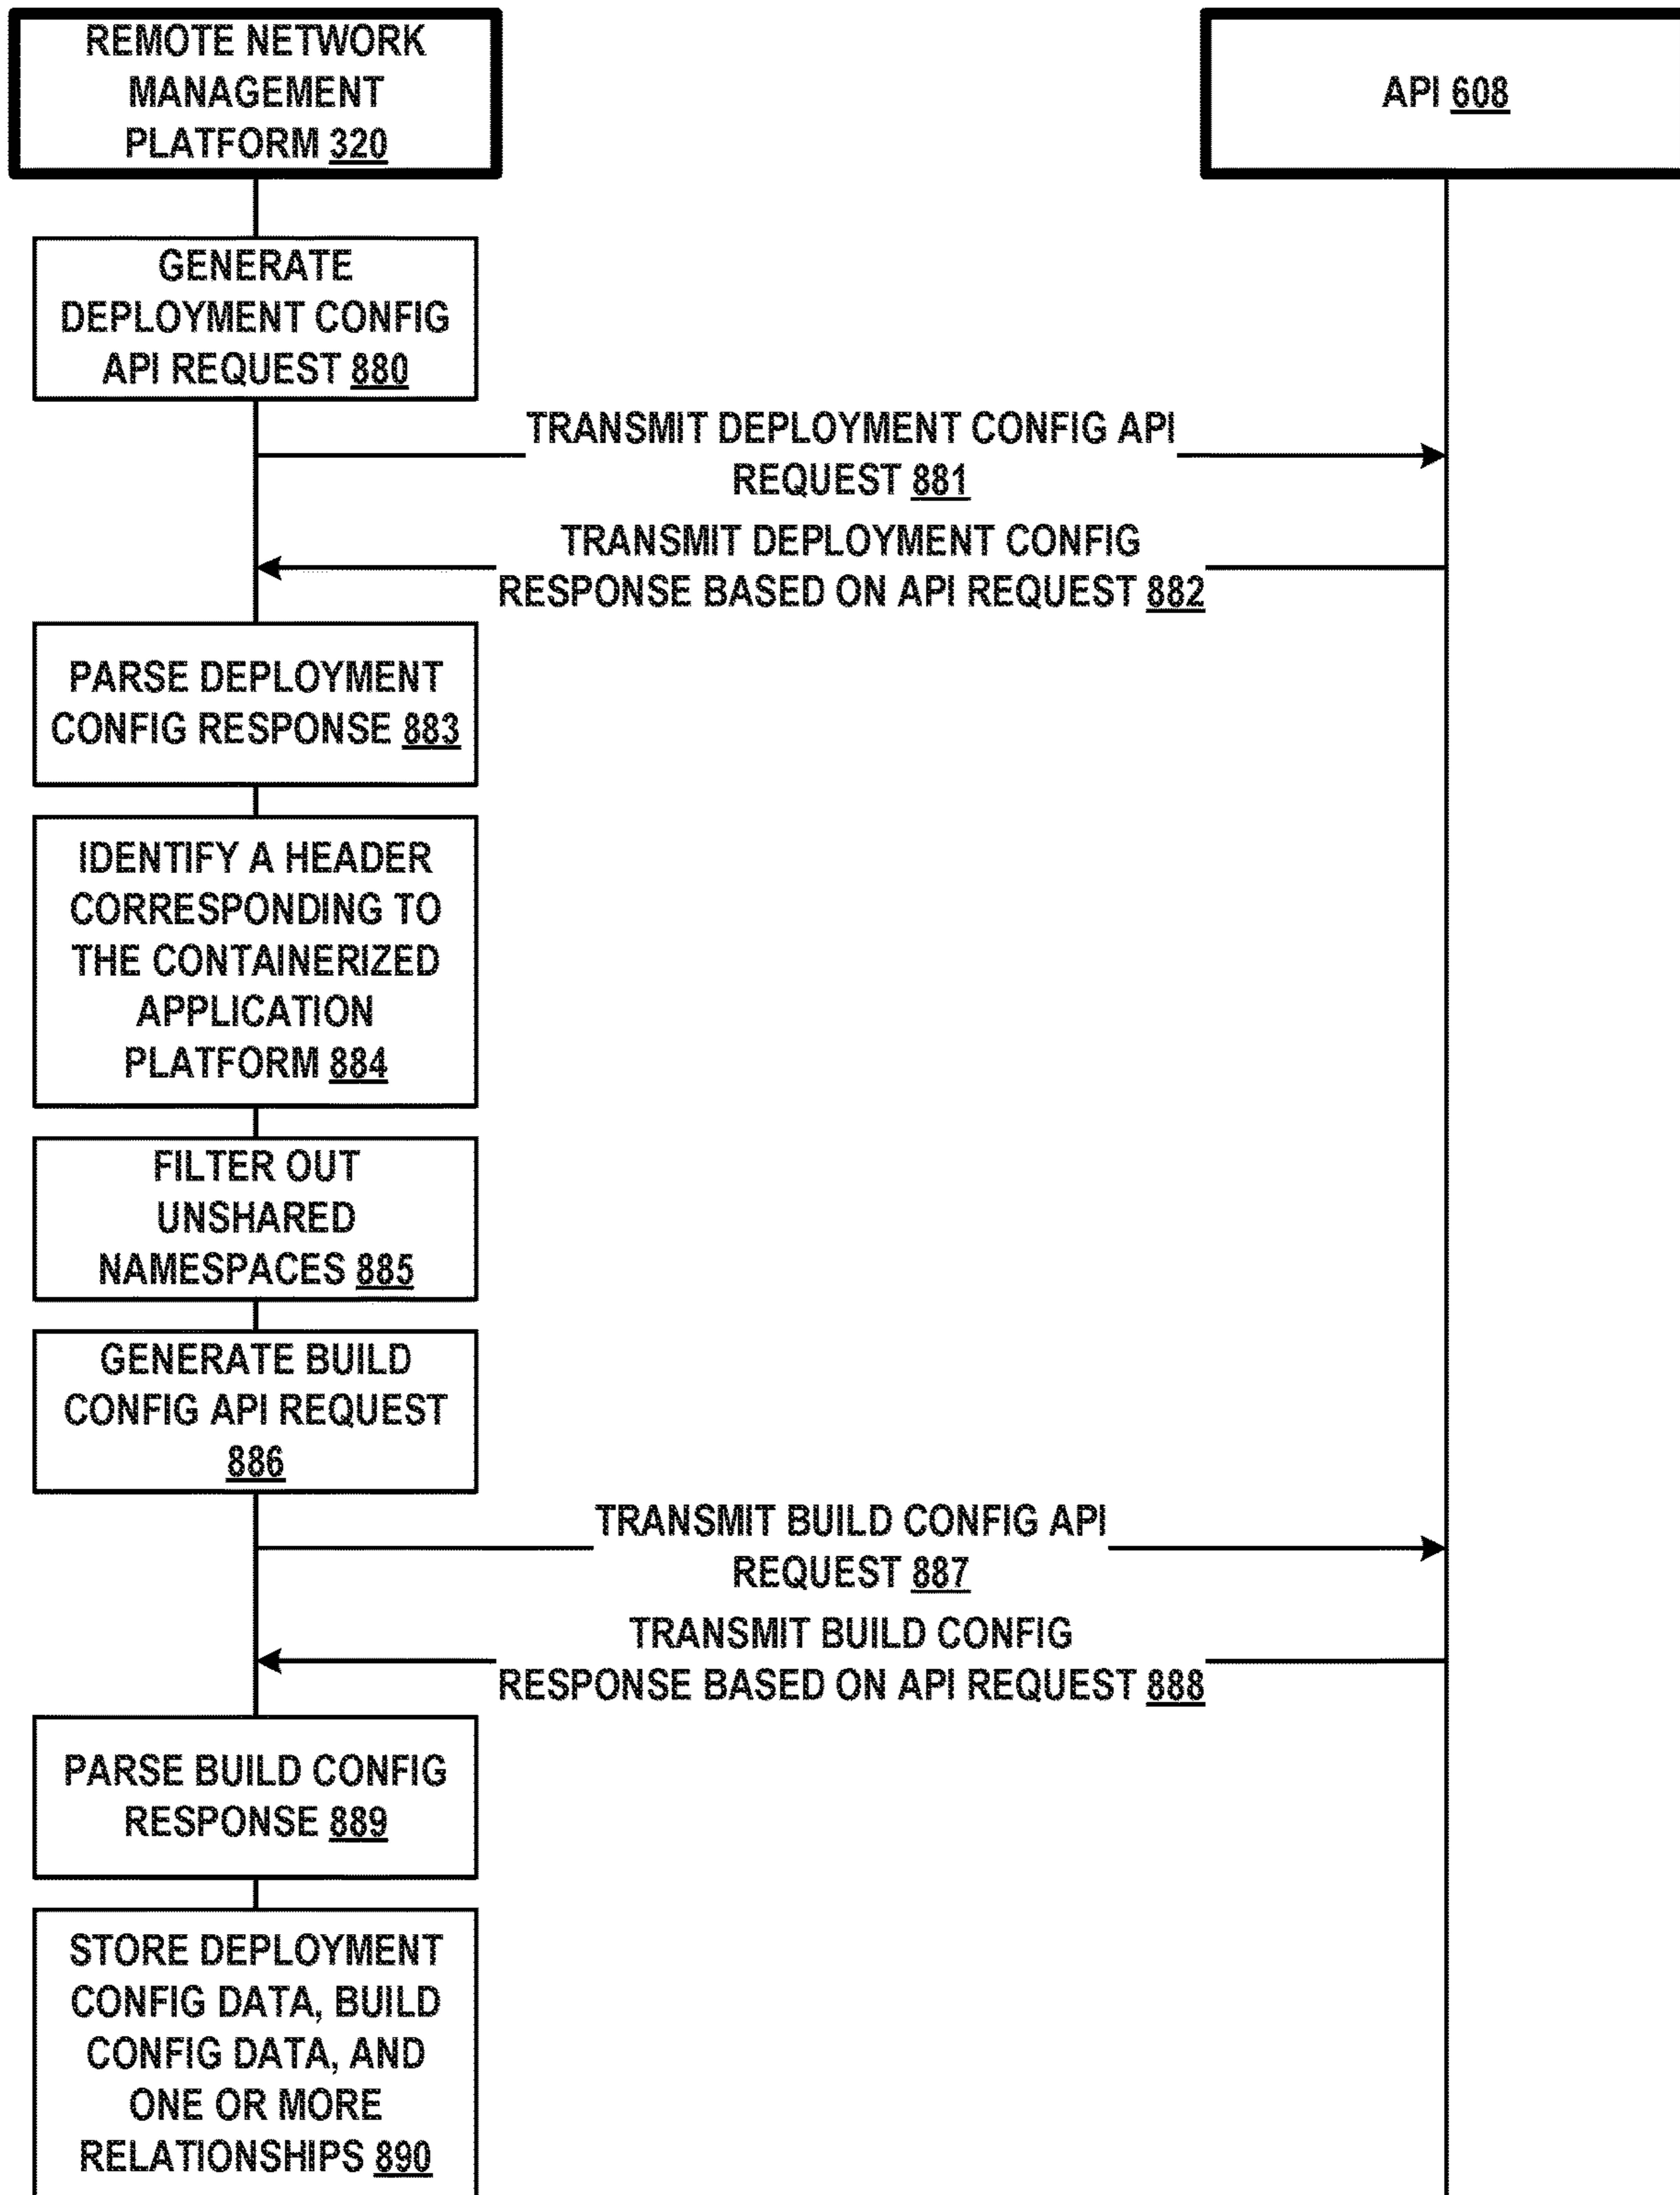 REMOTE NETWORK
MANAGEMENT
PLATFORM 320
API 608
GENERATE
DEPLOYMENT CONFIG
API REQUEST 880
TRANSMIT DEPLOYMENT CONFIG API
REQUEST 881
TRANSMIT DEPLOYMENT CONFIG
RESPONSE BASED ON API REQUEST 882
PARSE DEPLOYMENT
CONFIG RESPONSE 883
IDENTIFY A HEADER
CORRESPONDING TO
THE CONTAINERIZED
APPLICATION
PLATFORM 884
FILTER OUT
UNSHARED
NAMESPACES 885
GENERATE BUILD
CONFIG API REQUEST
886
TRANSMIT BUILD CONFIG API
REQUEST 887
TRANSMIT BUILD CONFIG
RESPONSE BASED ON API REQUEST 888
PARSE BUILD CONFIG
RESPONSE 889
STORE DEPLOYMENT
CONFIG DATA, BUILD
CONFIG DATA, AND
ONE OR MORE
RELATIONSHIPS 890